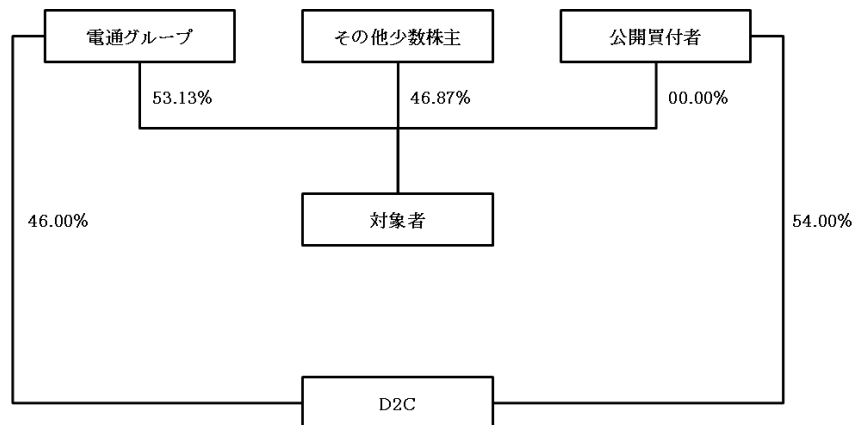 電通グループ
その他少数株主
公開買付者
53.13%
46.87%
00.00%
対象者
46.00%
54.00%
D2C